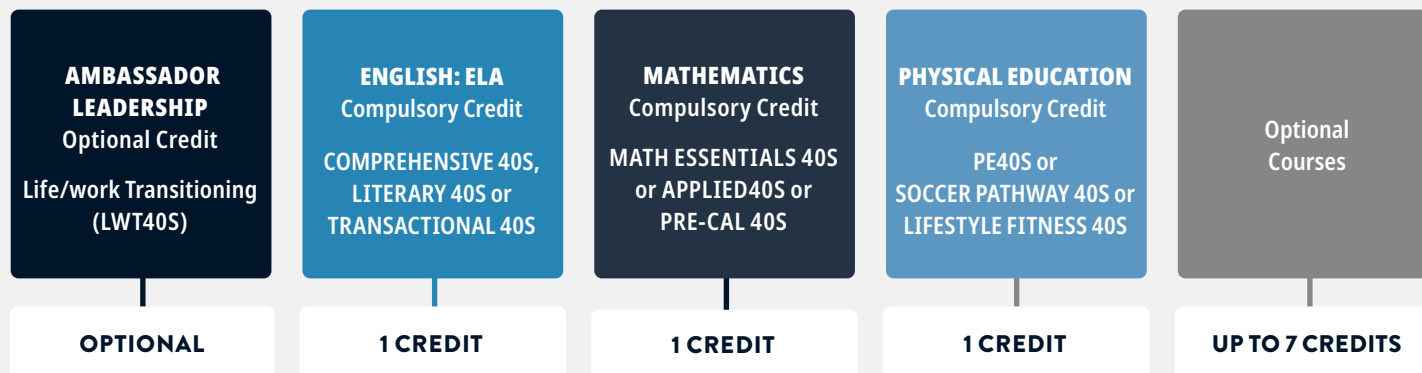 AMBASSADOR
LEADERSHIP
Optional Credit
Life/work Transitioning
(LWT40S)
OPTIONAL
ENGLISH: ELA
Compulsory Credit
COMPREHENSIVE 40S,
LITERARY 40S or
TRANSACTIONAL 40S
1 CREDIT
MATHEMATICS
Compulsory Credit
MATH ESSENTIALS 40S
or APPLIED40S or
PRE-CAL 40S
1 CREDIT
PHYSICAL EDUCATION
Compulsory Credit
PE40S or
SOCCER PATHWAY 40S or
LIFESTYLE FITNESS 40S
1 CREDIT
Optional
Courses
UP TO 7 CREDITS